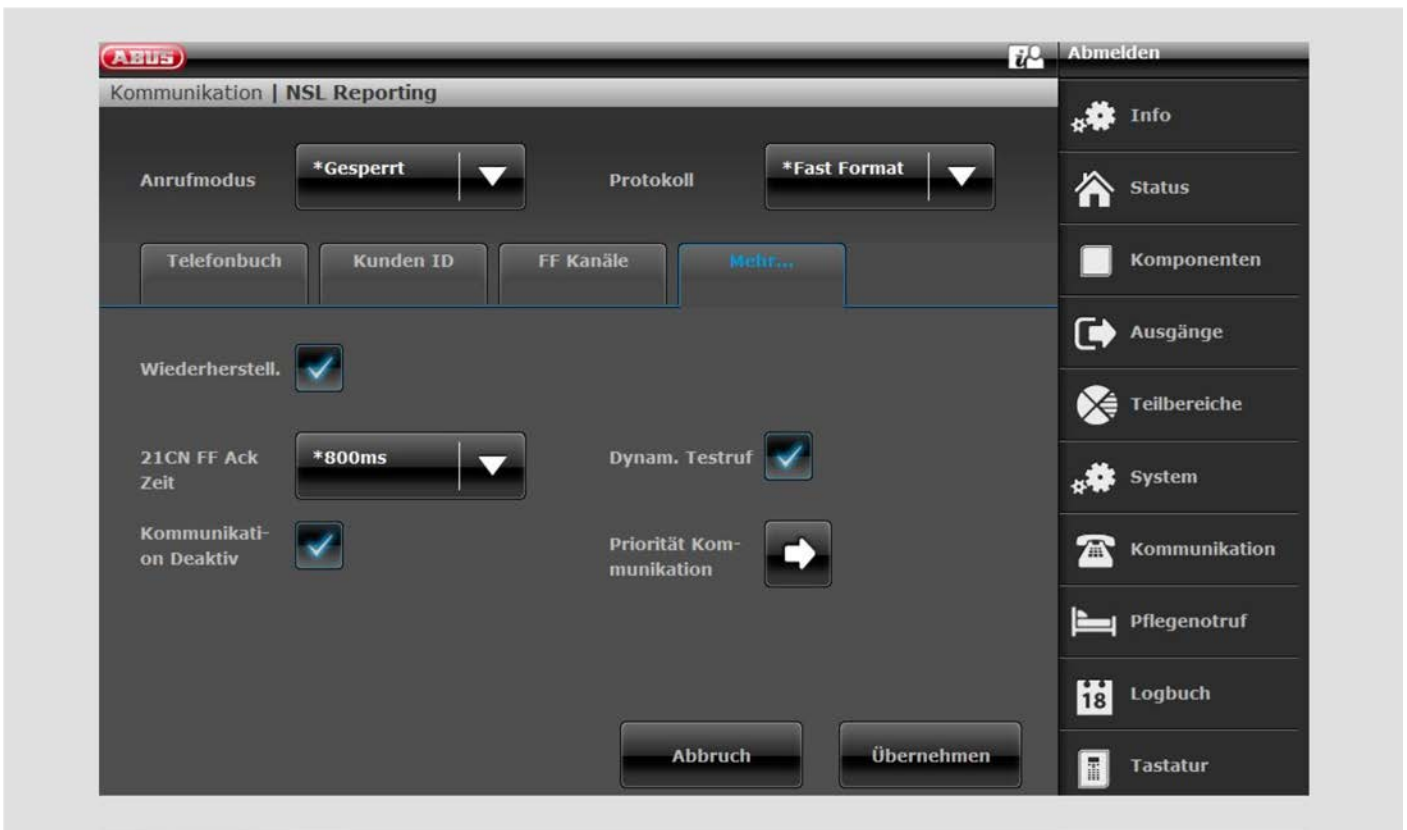 ABUS
Abmelden
Kommunikation | NSL Reporting
Info
Anrufmodus
*Gesperrt
Protokoll
*Fast Format
Status
Telefonbuch
Kunden ID
FF Kanäle
Mehr...
Komponenten
Ausgänge
Wiederherstell.
Teilbereiche
21CN FF Ack
Zeit
*800ms
Dynam. Testruf
System
Kommunikati-
on Deaktiv
Priorität Kom-
munikation
Kommunikation
Pflegenotruf
18
Logbuch
Abbruch
Übernehmen
Tastatur